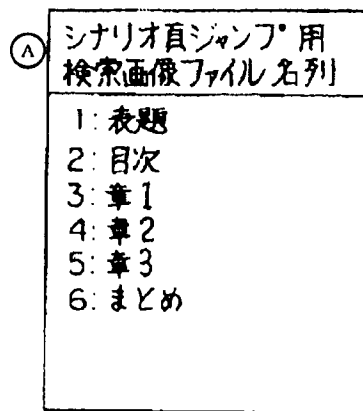 Ⓐ
シナリオ頁ジャンプ用
検索画像ファイル名列
1:表題
2:目次
3:章1
4:章2
5:章3
6:まとめ